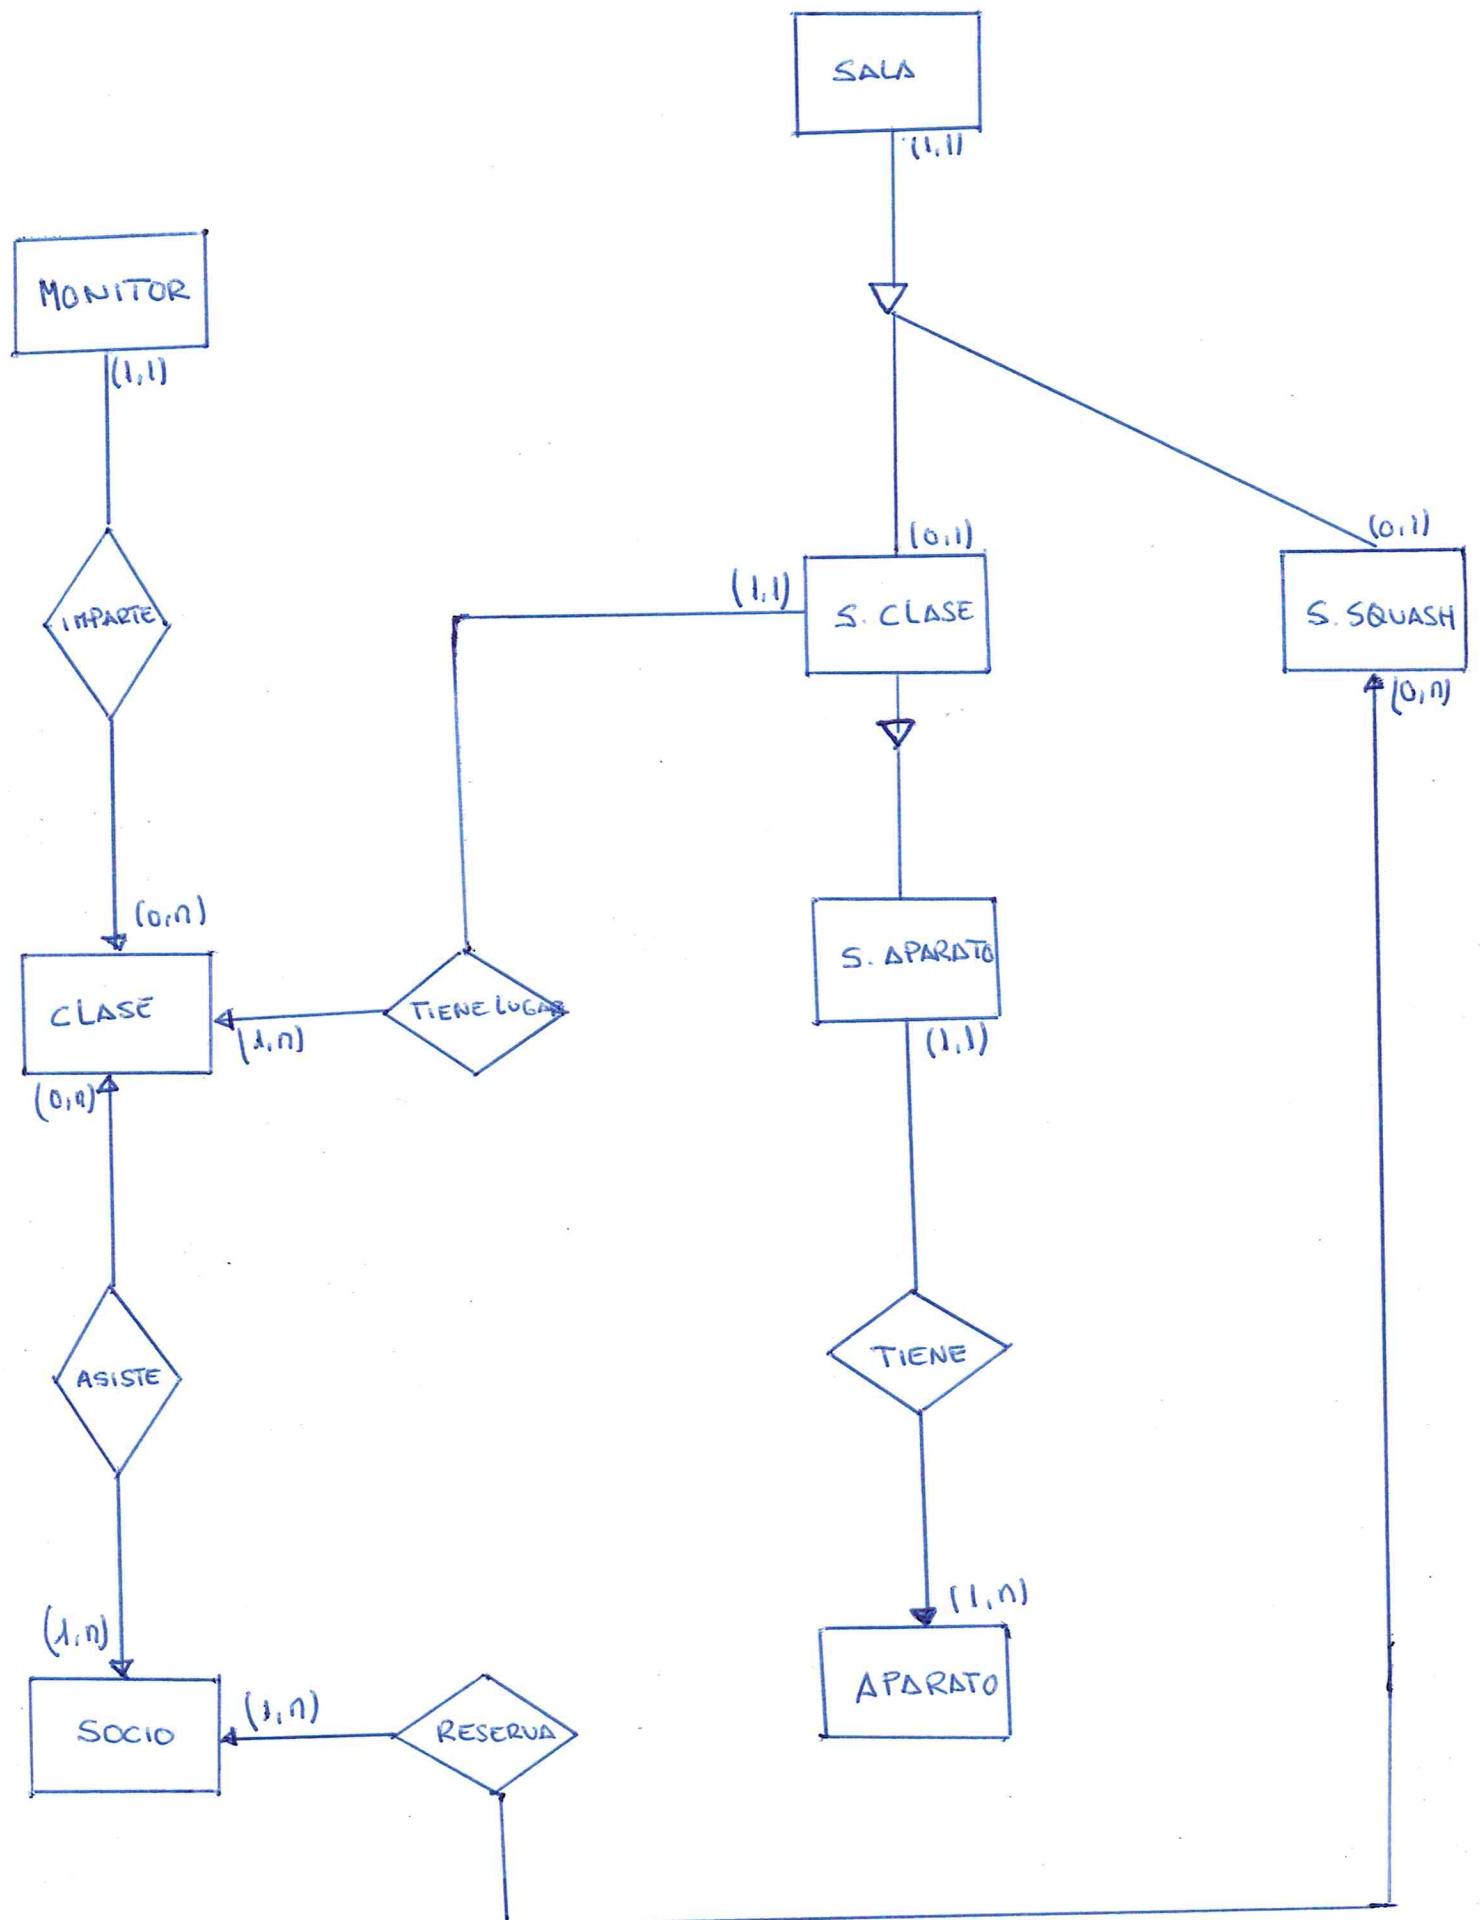 SALA
(1,1)
MONITOR
(1,1)
IMPARTE
(0,n)
CLASE
(0,n)
(1,n)
TIENE LUGAR
(1,1)
(0,1)
S. CLASE
(0,1)
S. SQUASH
(0,n)
S. APARATO
(1,1)
TIENE
(1,n)
APARATO
ASISTE
(1,n)
SOCIO
(1,n)
RESERVA